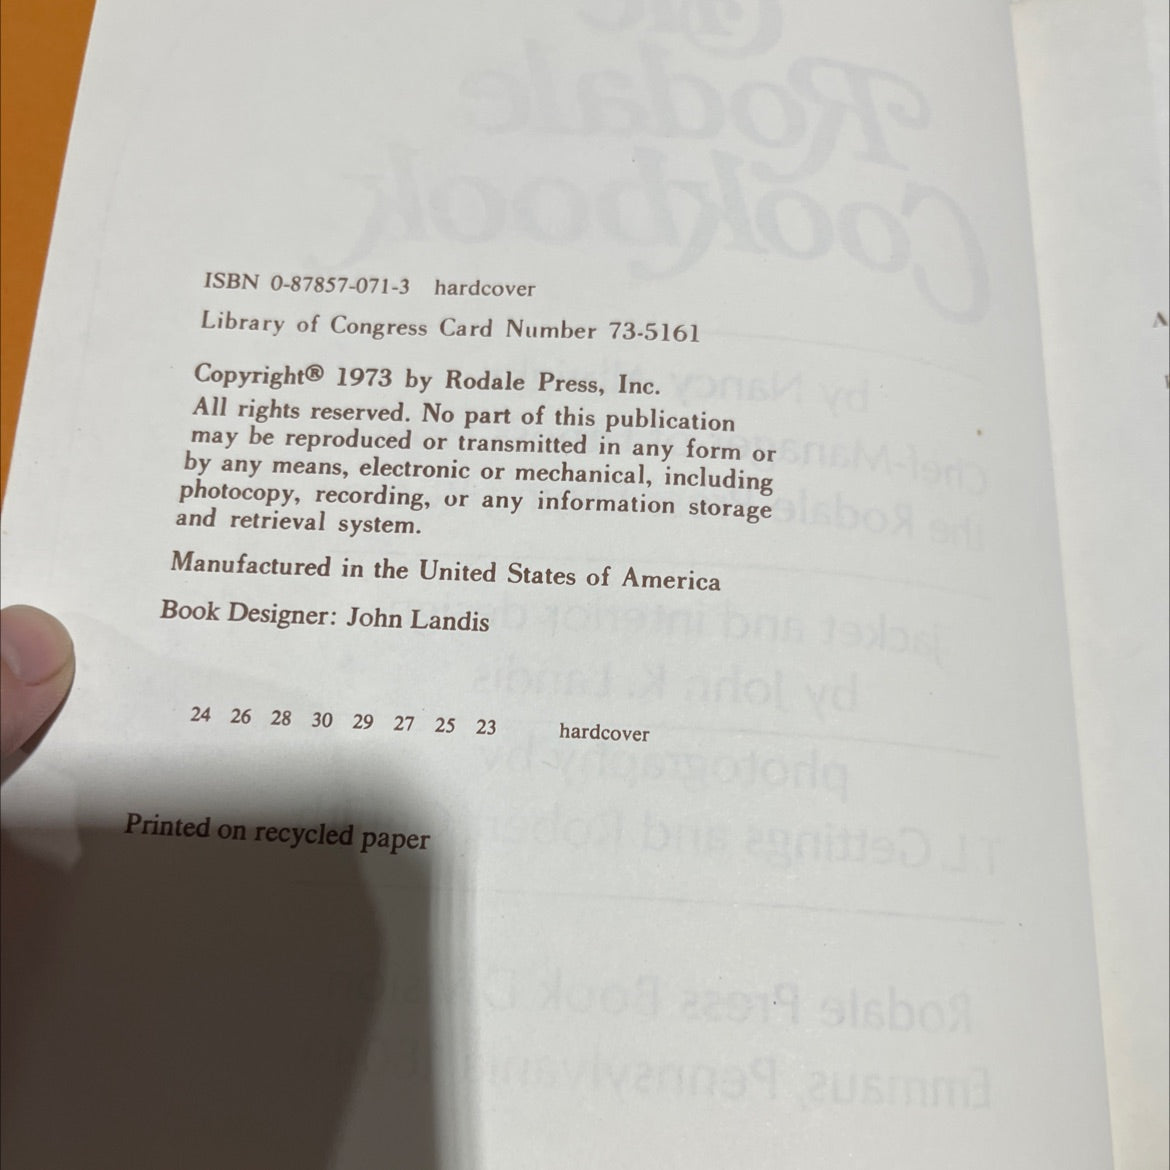 ISBN 0-87857-071-3 hardcover
Library of Congress Card Number 73-5161
Copyright® 1973 by Rodale Press, Inc.
All rights reserved. No part of this publication
may be reproduced or transmitted in any form or
by any means, electronic or mechanical, including
photocopy, recording, or any information storage
and retrieval system.
Manufactured in the United States of America
Book Designer: John Landis
24 26 28 30 29 27 25 23 hardcover
Printed on recycled paper